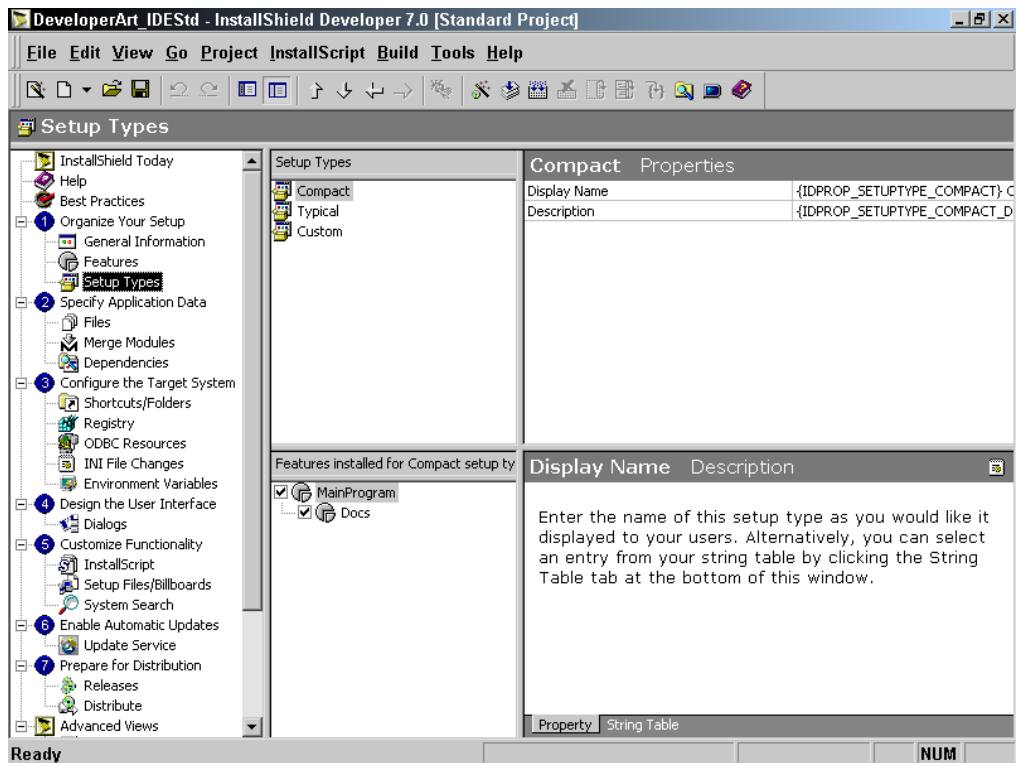 DeveloperArt_IDEStd - InstallShield Developer 7.0 [Standard Project]
File Edit View Go Project InstallScript Build Tools Help
Setup Types
InstallShield Today
Help
Best Practices
1 Organize Your Setup
General Information
Features
Setup Types
2 Specify Application Data
Files
Merge Modules
Dependencies
3 Configure the Target System
Shortcuts/Folders
Registry
ODBC Resources
INI File Changes
Environment Variables
4 Design the User Interface
Dialogs
5 Customize Functionality
InstallScript
Setup Files/Billboards
System Search
6 Enable Automatic Updates
Update Service
7 Prepare for Distribution
Releases
Distribute
Advanced Views
Setup Types
Compact
Typical
Custom
Features installed for Compact setup ty
MainProgram
Docs
Compact Properties
Display Name {IDPROP_SETUPTYPE_COMPACT} C
Description {IDPROP_SETUPTYPE_COMPACT_D
Display Name Description
Enter the name of this setup type as you would like it
displayed to your users. Alternatively, you can select
an entry from your string table by clicking the String
Table tab at the bottom of this window.
Property String Table
Ready NUM